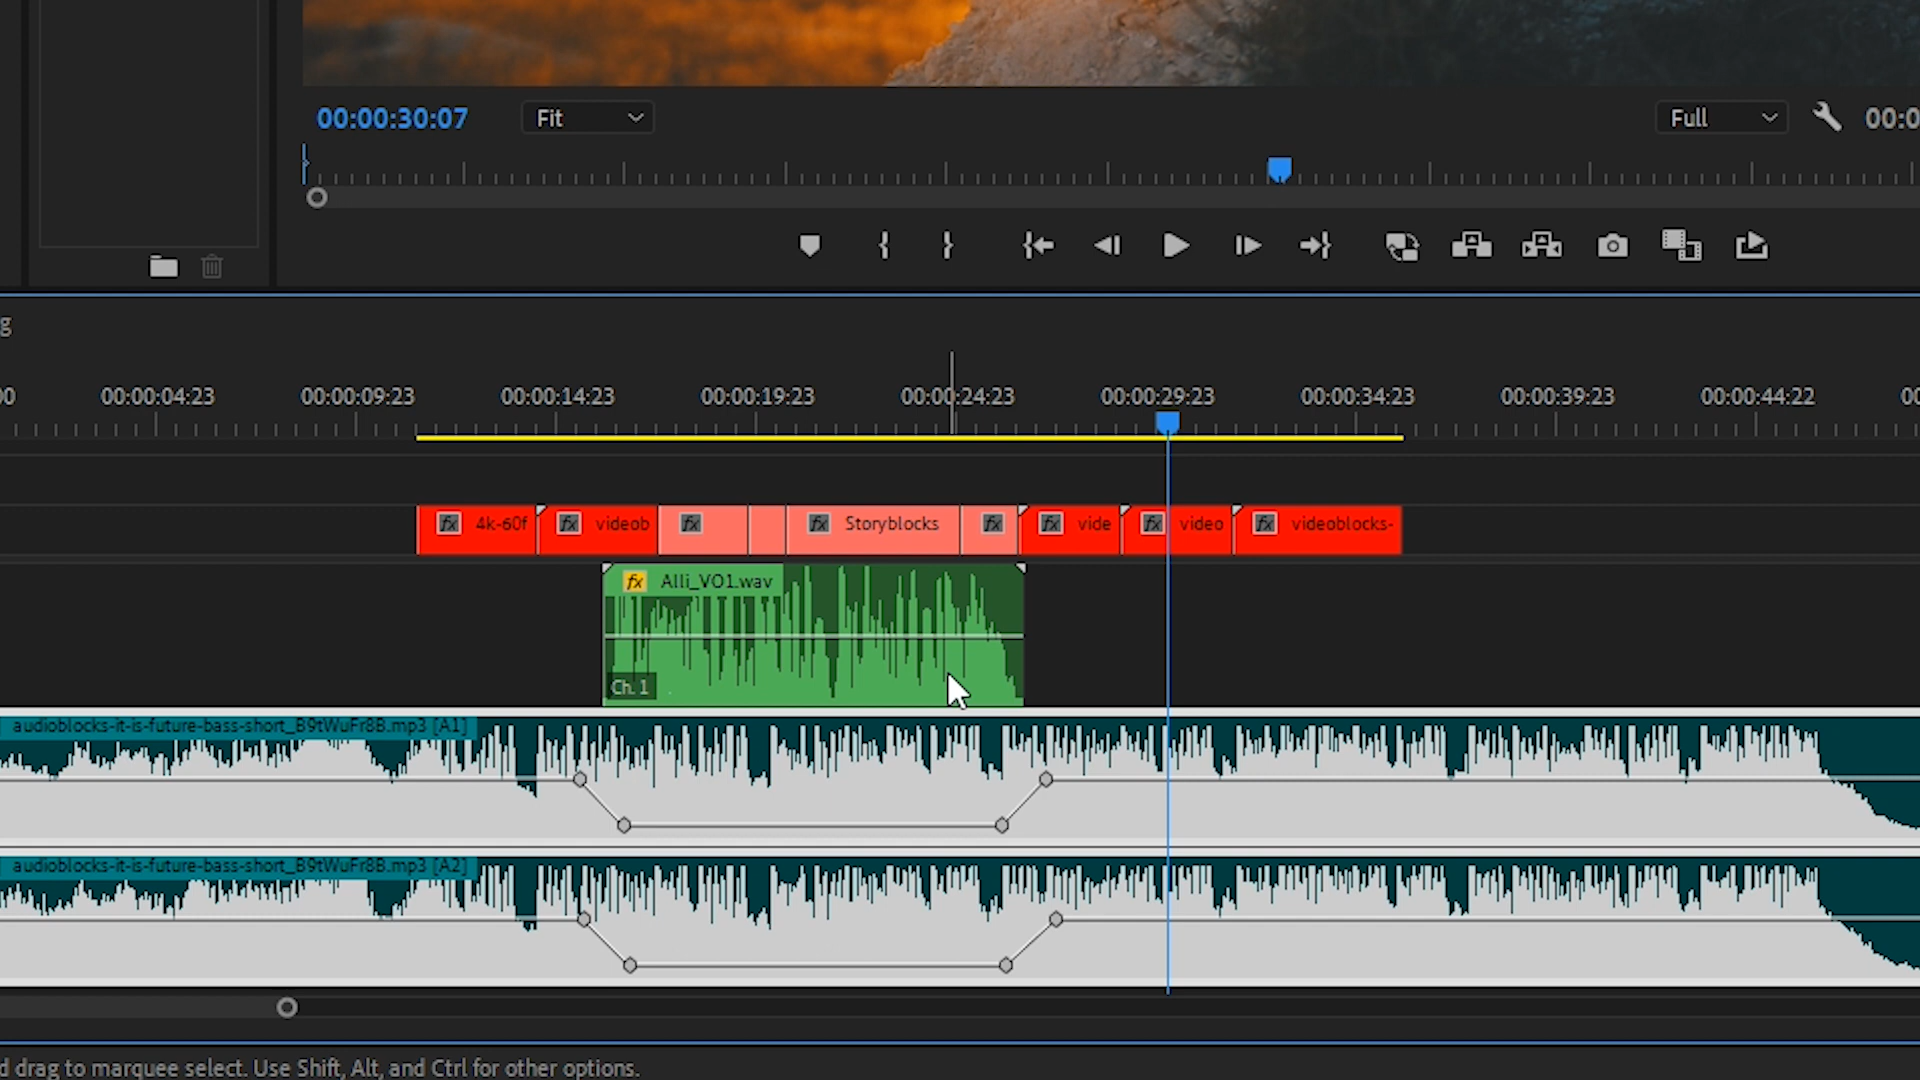 00:00:30:07
Fit
Full
00:0
g
00
00:00:04:23
00:00:09:23
00:00:14:23
00:00:19:23
00:00:24:23
00:00:29:23
00:00:34:23
00:00:39:23
00:00:44:22
00
fx 4k-60f
fx videob
fx
fx Storyblocks
fx
fx vide
fx video
fx videoblocks-
fx Alli_VO1.wav
Ch. 1
audioblocks-it-is-future-bass-short_B9tWuFr8B.mp3 [A1]
audioblocks-it-is-future-bass-short_B9tWuFr8B.mp3 [A2]
d drag to marquee select. Use Shift, Alt, and Ctrl for other options.